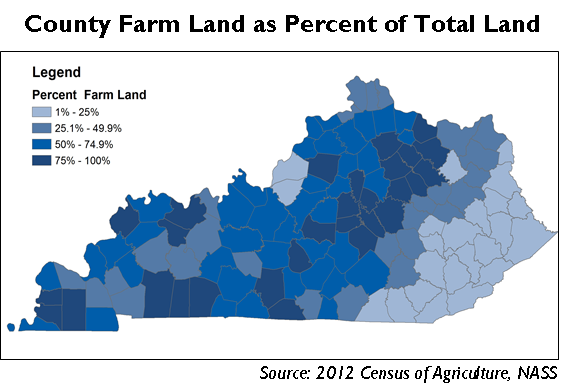 County Farm Land as Percent of Total Land
Legend
Percent Farm Land
1% - 25%
25.1% - 49.9%
50% - 74.9%
75% - 100%
Source: 2012 Census of Agriculture, NASS